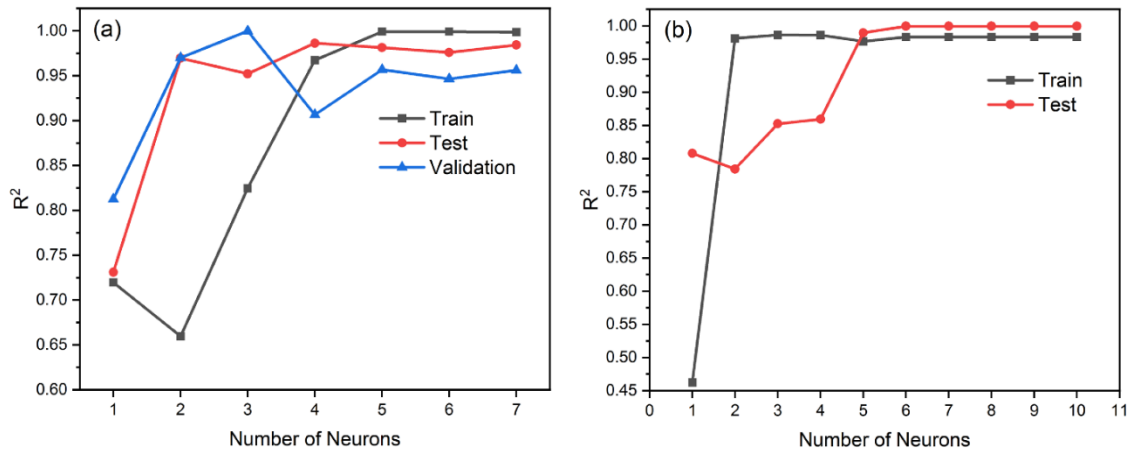 (a)
R²
1.00
0.95
0.90
0.85
0.80
0.75
0.70
0.65
0.60
Train
Test
Validation
1 2 3 4 5 6 7
Number of Neurons
(b)
R²
1.00
0.95
0.90
0.85
0.80
0.75
0.70
0.65
0.60
0.55
0.50
0.45
Train
Test
0 1 2 3 4 5 6 7 8 9 10 11
Number of Neurons